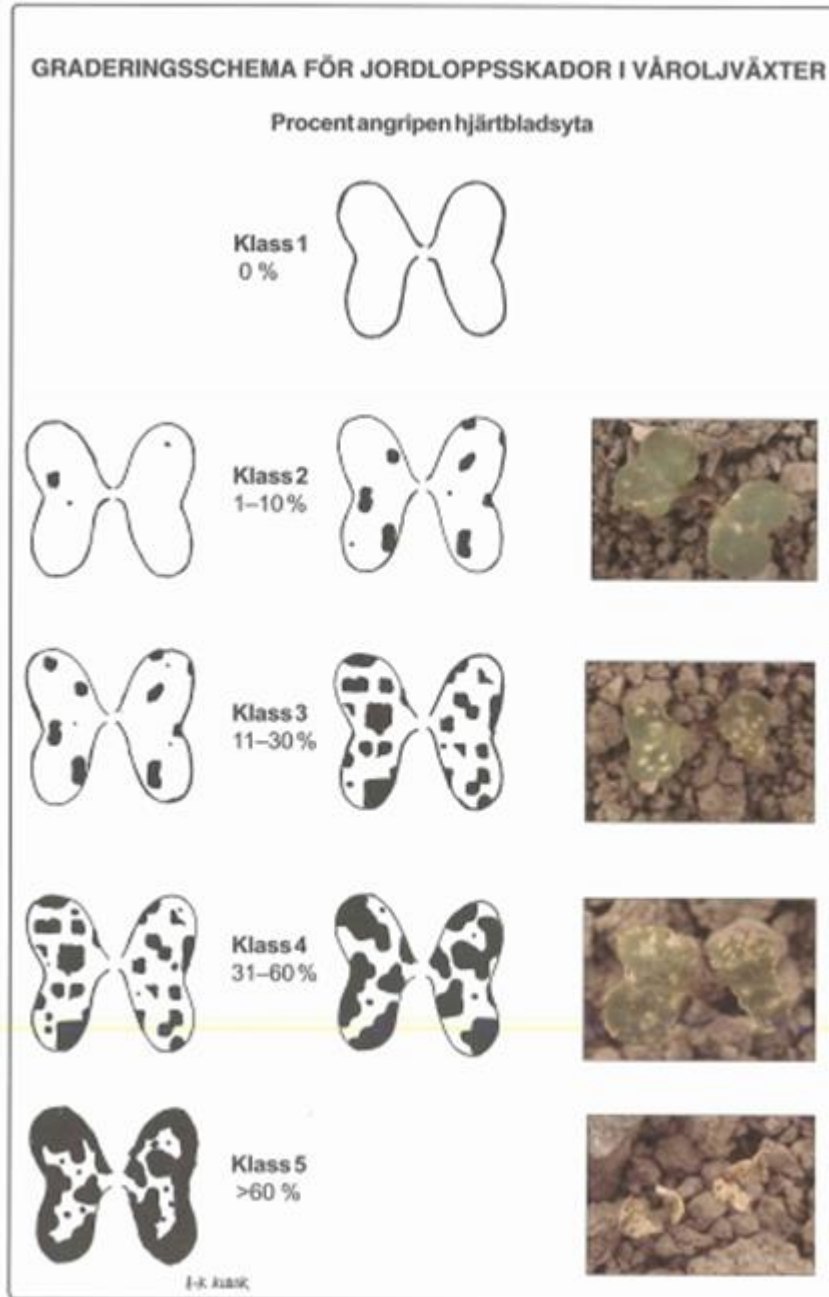 GRADERINGSSCHEMA FÖR JORDLOPPSSKADOR I VÅROLJVÄXTER
Procent angripen hjärtbladsyta
Klass 1
0 %
Klass 2
1–10 %
Klass 3
11–30 %
Klass 4
31–60 %
Klass 5
>60 %